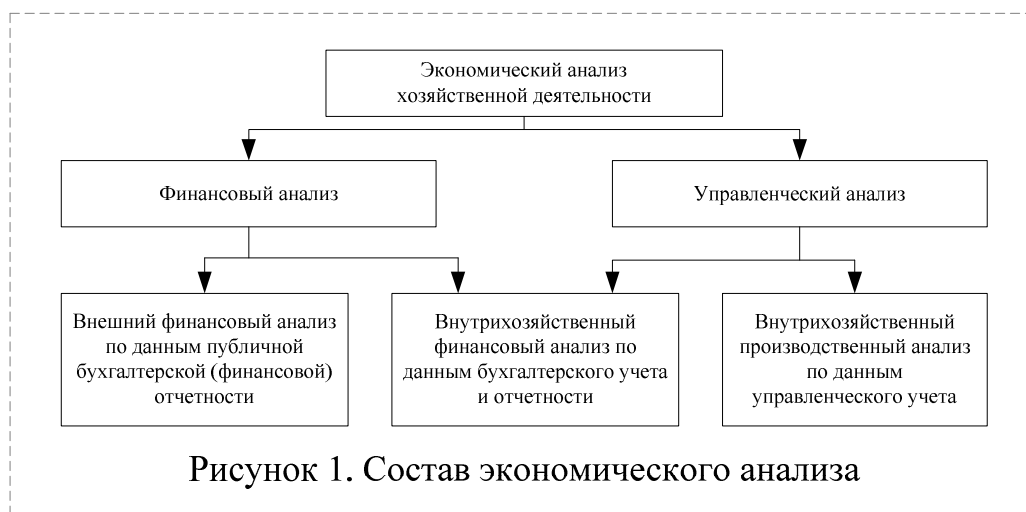 Экономический анализ
хозяйственной деятельности
Финансовый анализ
Управленческий анализ
Внешний финансовый анализ
по данным публичной
бухгалтерской (финансовой)
отчетности
Внутрихозяйственный
финансовый анализ по
данным бухгалтерского учета
и отчетности
Внутрихозяйственный
производственный анализ
по данным
управленческого учета
Рисунок 1. Состав экономического анализа